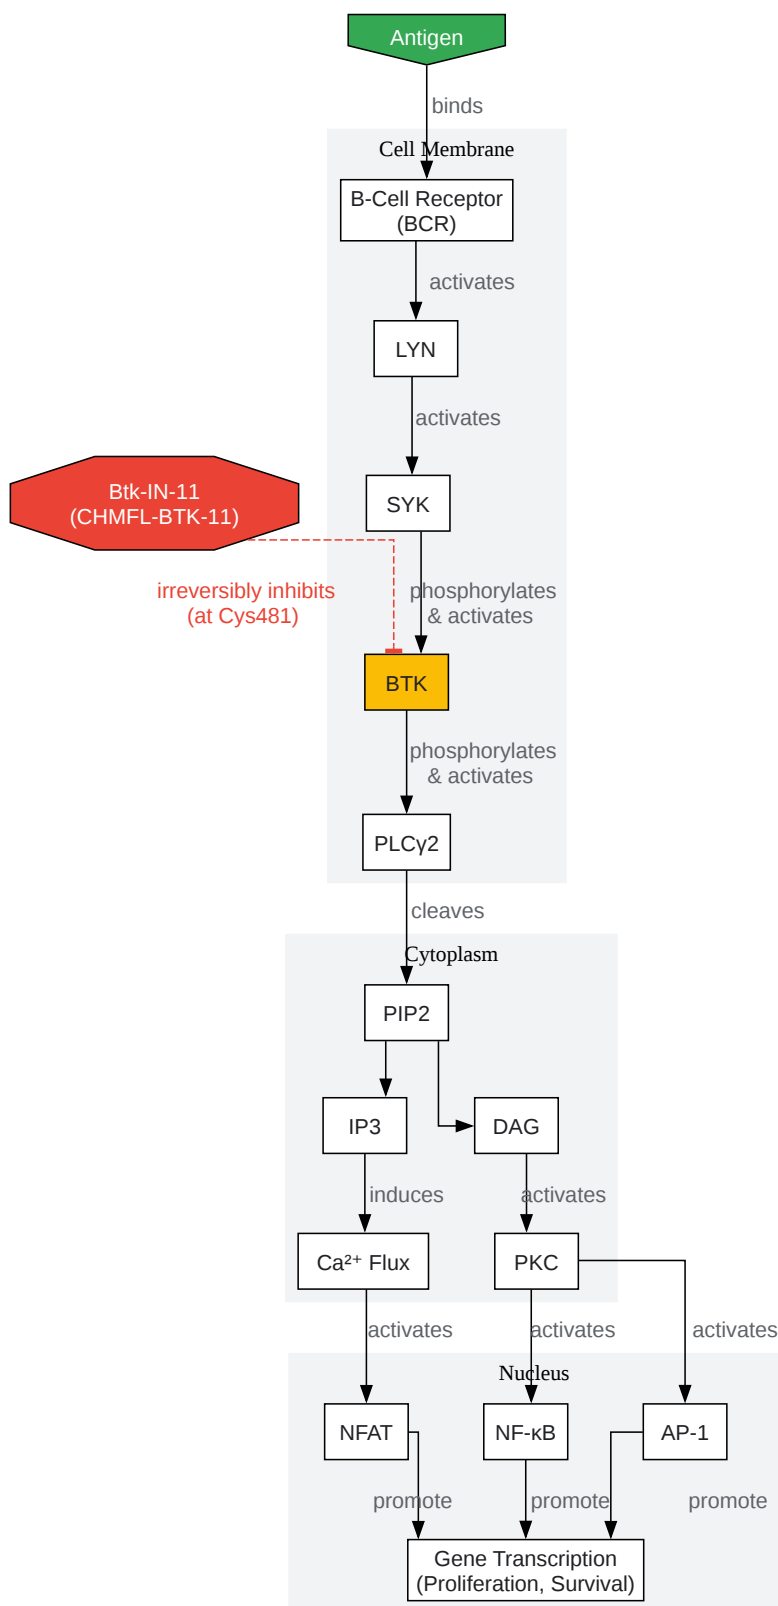 Antigen
binds
Cell Membrane
B-Cell Receptor
(BCR)
activates
LYN
activates
Btk-IN-11
(CHMFL-BTK-11)
SYK
irreversibly inhibits
(at Cys481)
phosphorylates
& activates
BTK
phosphorylates
& activates
PLCγ2
cleaves
Cytoplasm
PIP2
IP3
DAG
induces
activates
Ca²⁺ Flux
PKC
activates
activates
activates
Nucleus
NFAT
NF-κB
AP-1
promote
promote
promote
Gene Transcription
(Proliferation, Survival)